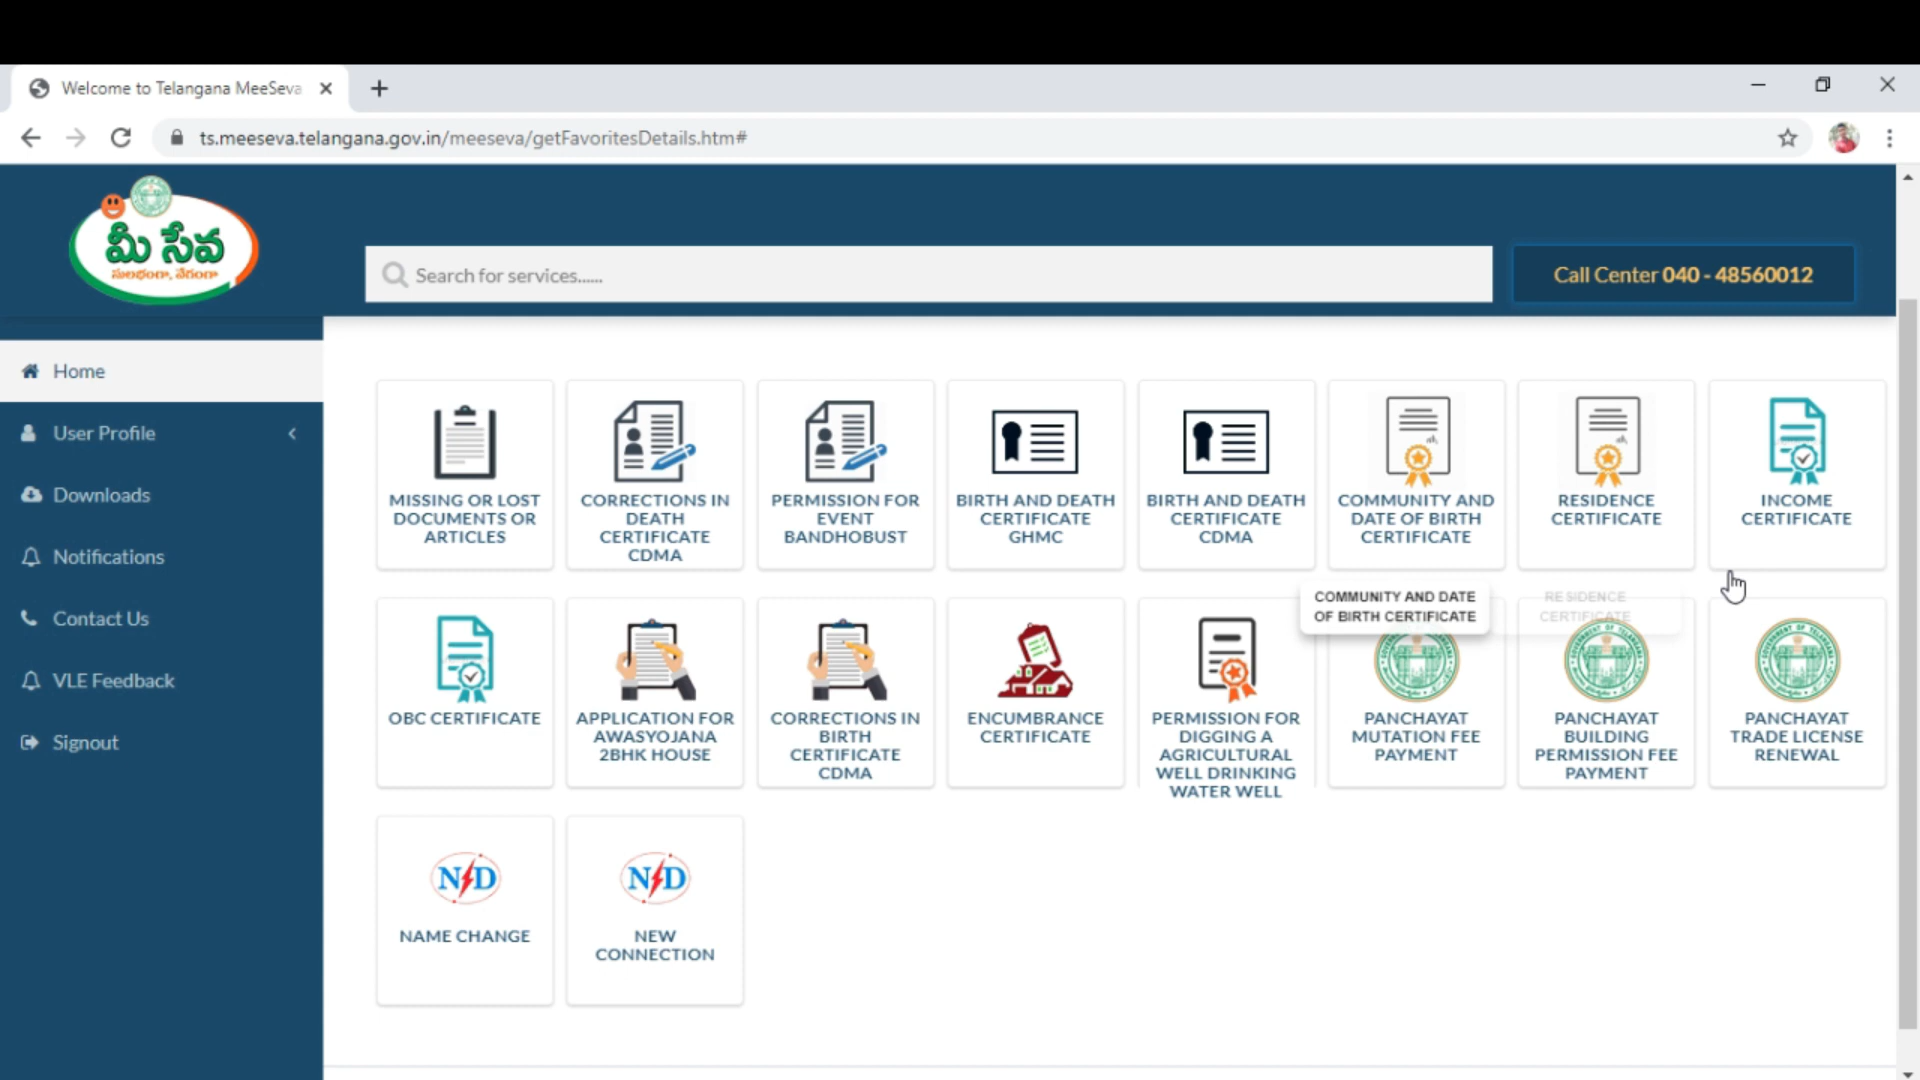 Welcome to Telangana MeeSeva
ts.meeseva.telangana.gov.in/meeseva/getFavoritesDetails.htm#
మీ సేవ
సులభంగా, వేగంగా
Search for services......
Call Center 040 - 48560012
Home
User Profile
Downloads
Notifications
Contact Us
VLE Feedback
Signout
MISSING OR LOST
DOCUMENTS OR
ARTICLES
CORRECTIONS IN
DEATH
CERTIFICATE
CDMA
PERMISSION FOR
EVENT
BANDHOBUST
BIRTH AND DEATH
CERTIFICATE
GHMC
BIRTH AND DEATH
CERTIFICATE
CDMA
COMMUNITY AND
DATE OF BIRTH
CERTIFICATE
RESIDENCE
CERTIFICATE
INCOME
CERTIFICATE
COMMUNITY AND DATE
OF BIRTH CERTIFICATE
RESIDENCE
CERTIFICATE
OBC CERTIFICATE
APPLICATION FOR
AWASYOJANA
2BHK HOUSE
CORRECTIONS IN
BIRTH
CERTIFICATE
CDMA
ENCUMBRANCE
CERTIFICATE
PERMISSION FOR
DIGGING A
AGRICULTURAL
WELL DRINKING
WATER WELL
PANCHAYAT
MUTATION FEE
PAYMENT
PANCHAYAT
BUILDING
PERMISSION FEE
PAYMENT
PANCHAYAT
TRADE LICENSE
RENEWAL
NAME CHANGE
NEW
CONNECTION